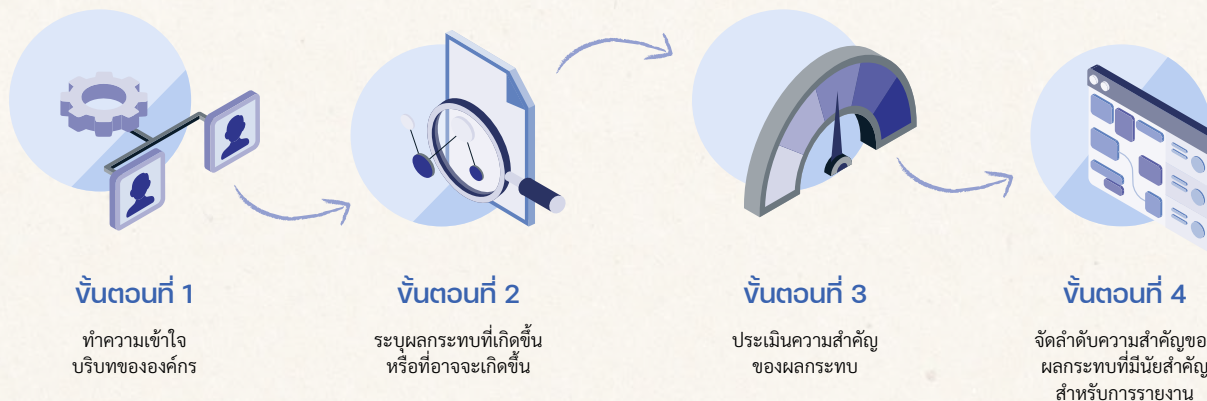 ขั้นตอนที่ 1
ทำความเข้าใจ
บริบทขององค์กร
ขั้นตอนที่ 2
ระบุผลกระทบที่เกิดขึ้น
หรือที่อาจจะเกิดขึ้น
ขั้นตอนที่ 3
ประเมินความสำคัญ
ของผลกระทบ
ขั้นตอนที่ 4
จัดลำดับความสำคัญขอ
ผลกระทบที่มีนัยสำคัญ
สำหรับการรายงาน